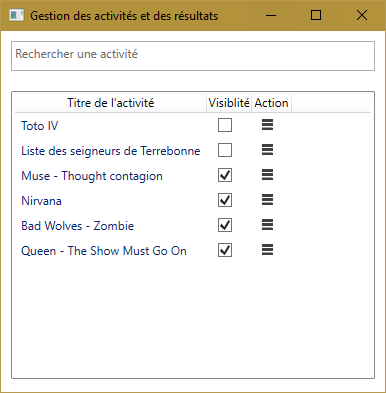 Gestion des activités et des résultats
Rechercher une activité
Titre de l'activité Visiblité Action
Toto IV
Liste des seigneurs de Terrebonne
Muse - Thought contagion
Nirvana
Bad Wolves - Zombie
Queen - The Show Must Go On